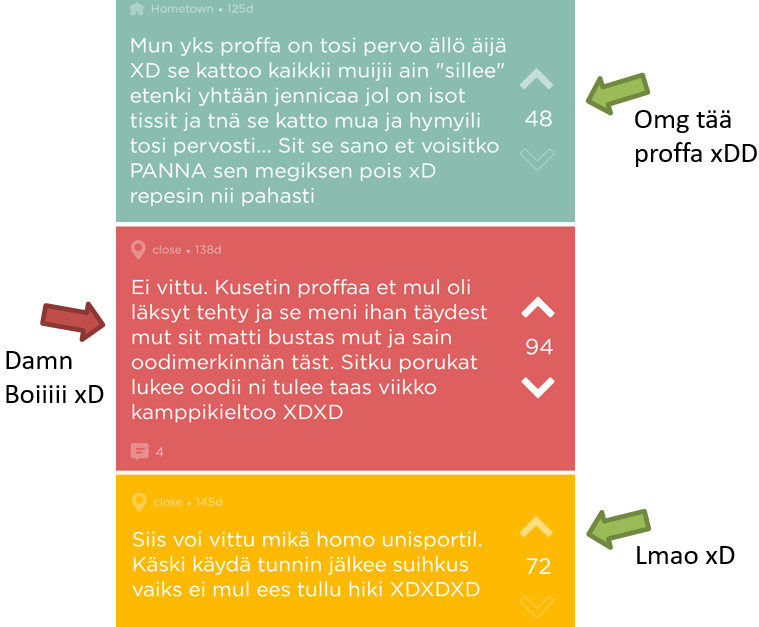 Hometown • 125d
Mun yks proffa on tosi pervo ällö äijä
XD se kattoo kaikkii muijii ain "sillee"
etenki yhtään jennicaa jol on isot
tissit ja tnä se katto mua ja hymyili
tosi pervosti... Sit se sano et voisitko
PANNA sen megiksen pois xD
repesin nii pahasti
48
Omg tää
proffa xDD
close • 138d
Ei vittu. Kusetin proffaa et mul oli
läksyt tehty ja se meni ihan täydest
mut sit matti bustas mut ja sain
oodimerkinnän täst. Sitku porukat
lukee oodii ni tulee taas viikko
kamppikieltoo XDXD
94
4
Damn
Boiiiii xD
close • 145d
Siis voi vittu mikä homo unisportil.
Käski käydä tunnin jälkee suihkus
vaiks ei mul ees tullu hiki XDXDXD
72
Lmao xD